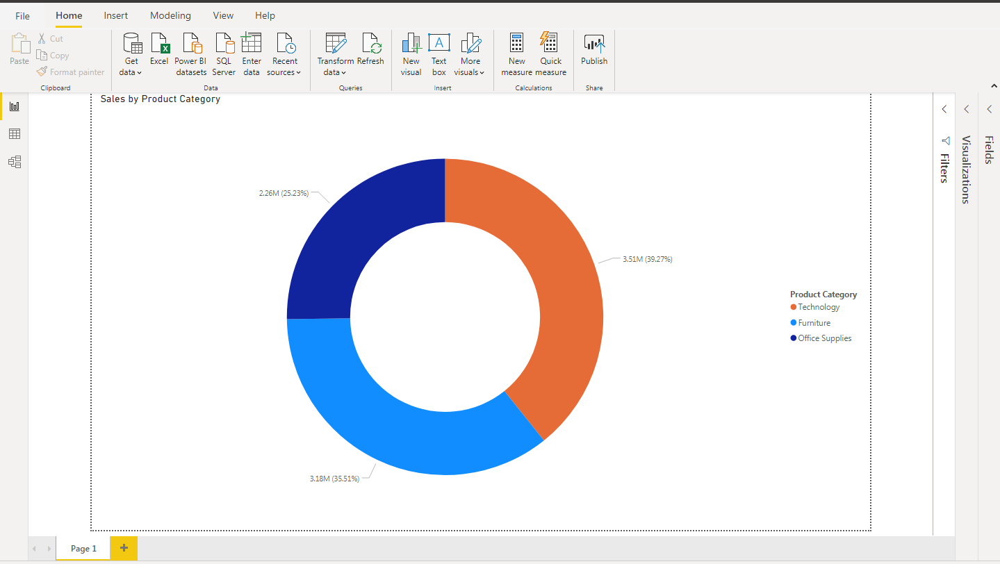 File Home Insert Modeling View Help
Paste
Cut
Copy
Format painter
Clipboard
Get data
Excel
Power BI datasets
SQL Server
Enter data
Recent sources
Data
Transform data
Refresh
Queries
New visual
Text box
More visuals
Insert
New measure
Quick measure
Calculations
Publish
Share
Sales by Product Category
2.26M (25.23%)
3.51M (39.27%)
3.18M (35.51%)
Product Category
Technology
Furniture
Office Supplies
Filters
Visualizations
Fields
Page 1